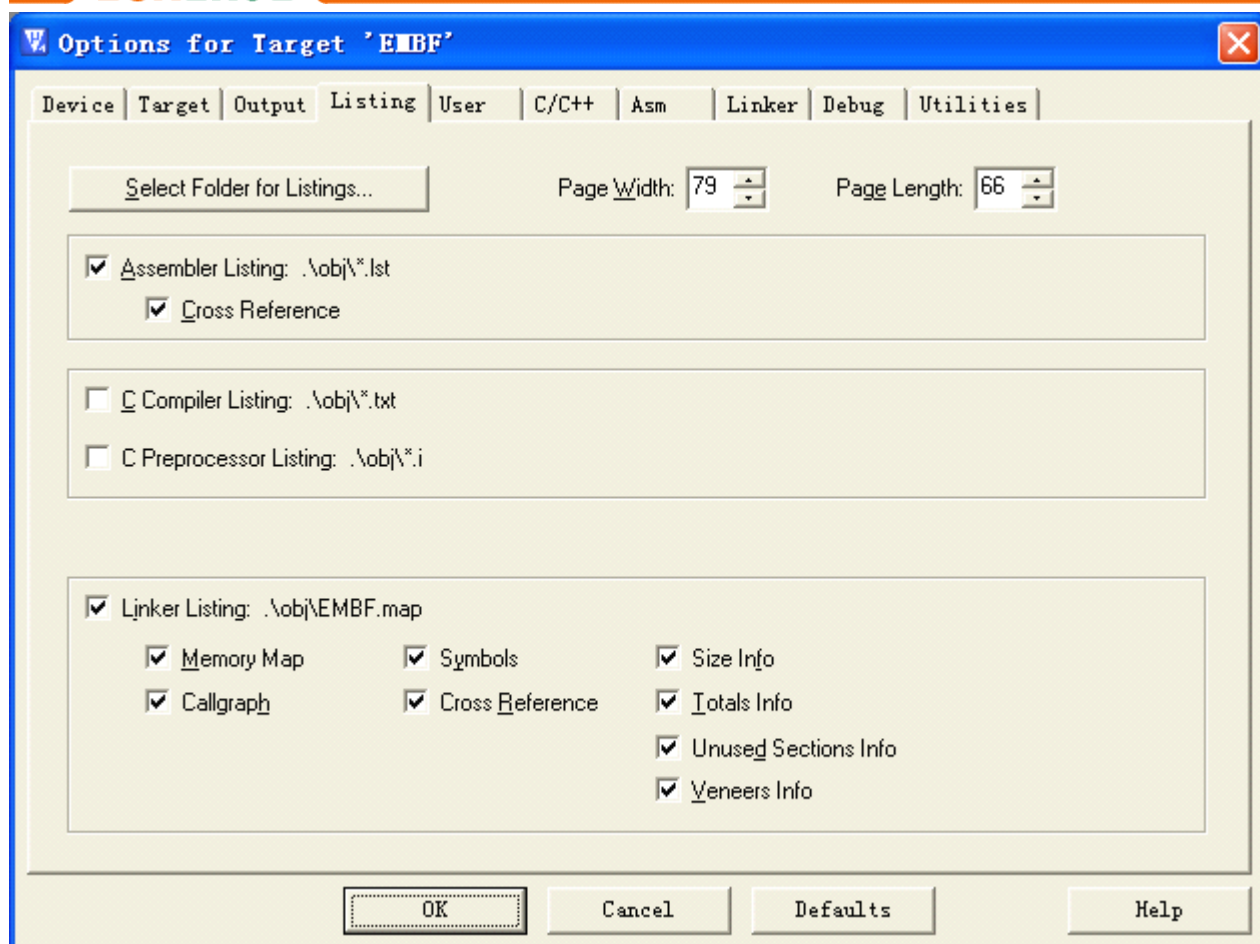 Options for Target 'EMBF'
Device Target Output Listing User C/C++ Asm Linker Debug Utilities
Select Folder for Listings... Page Width: 79 Page Length: 66
Assembler Listing: .\obj\*.lst
Cross Reference
C Compiler Listing: .\obj\*.txt
C Preprocessor Listing: .\obj\*.i
Linker Listing: .\obj\EMBF.map
Memory Map Symbols Size Info
Callgraph Cross Reference Totals Info
Unused Sections Info
Veneers Info
OK Cancel Defaults Help